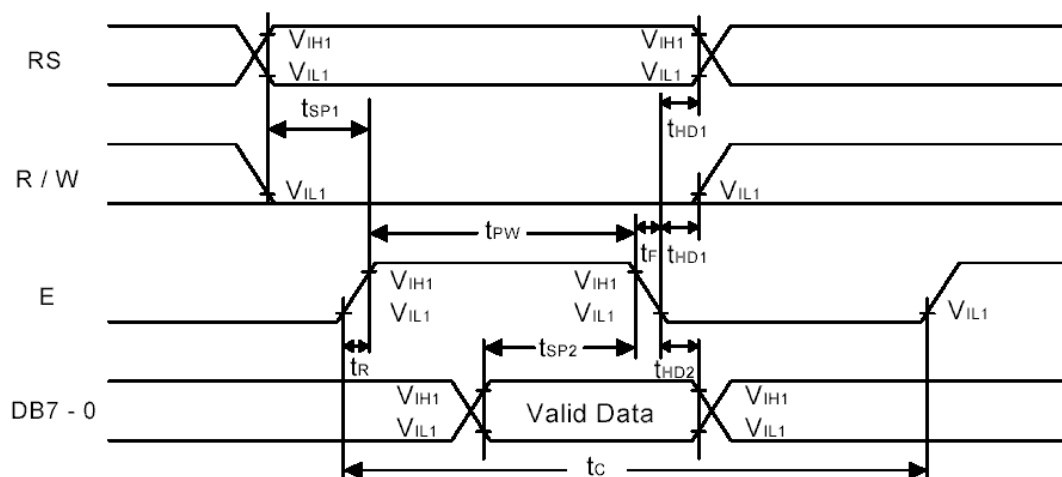 RS
VIH1 VIH1
VIL1 VIL1
tSP1 tHD1
R / W
VIL1 VIL1
tPW tF tHD1
E
VIH1 VIH1
VIL1 VIL1 VIL1
tR tSP2 tHD2
DB7 - 0
VIH1 Valid Data VIH1
VIL1 VIL1
tC